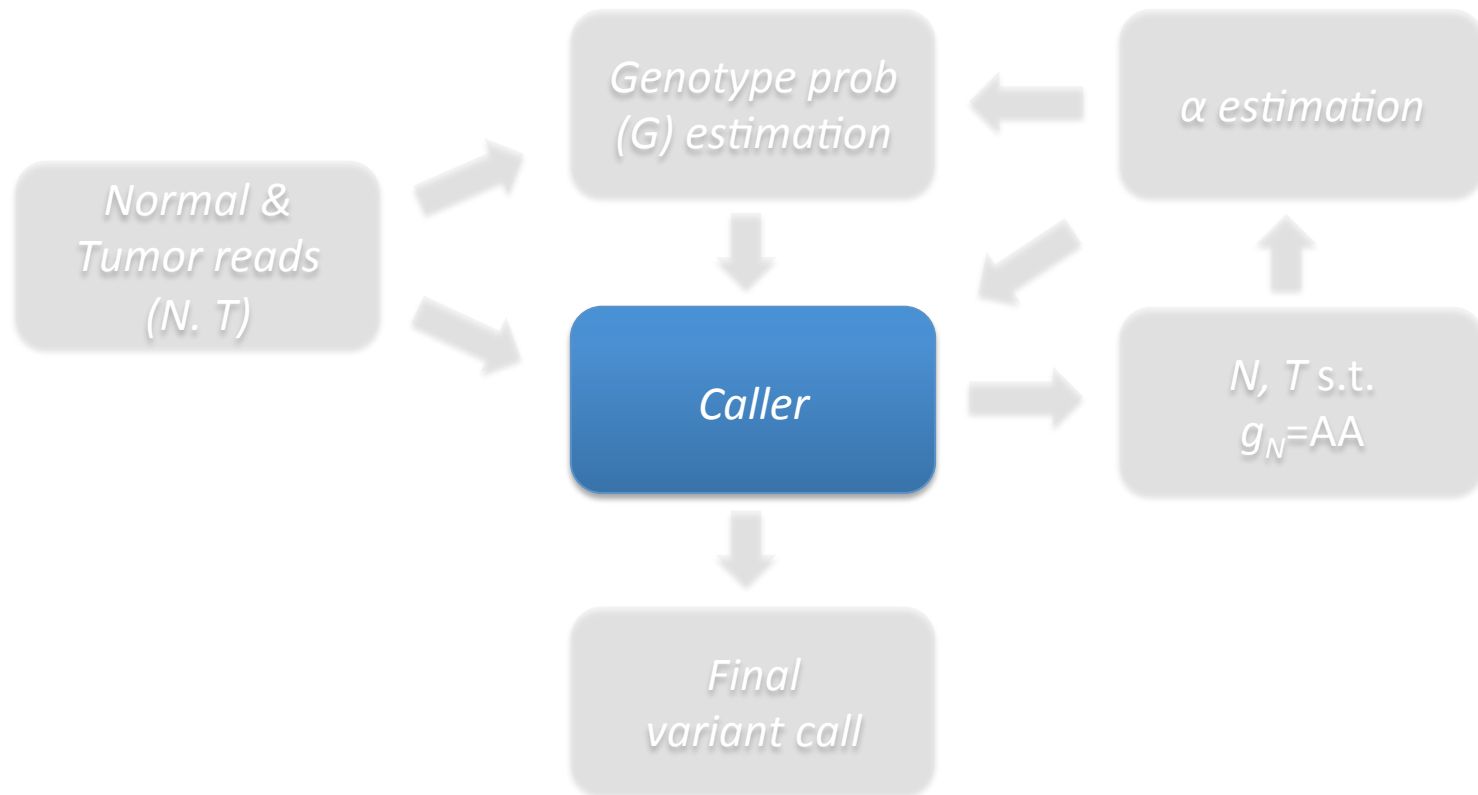 Genotype prob
(G) estimation
α estimation
Normal &
Tumor reads
(N. T)
Caller
N, T s.t.
gN=AA
Final
variant call